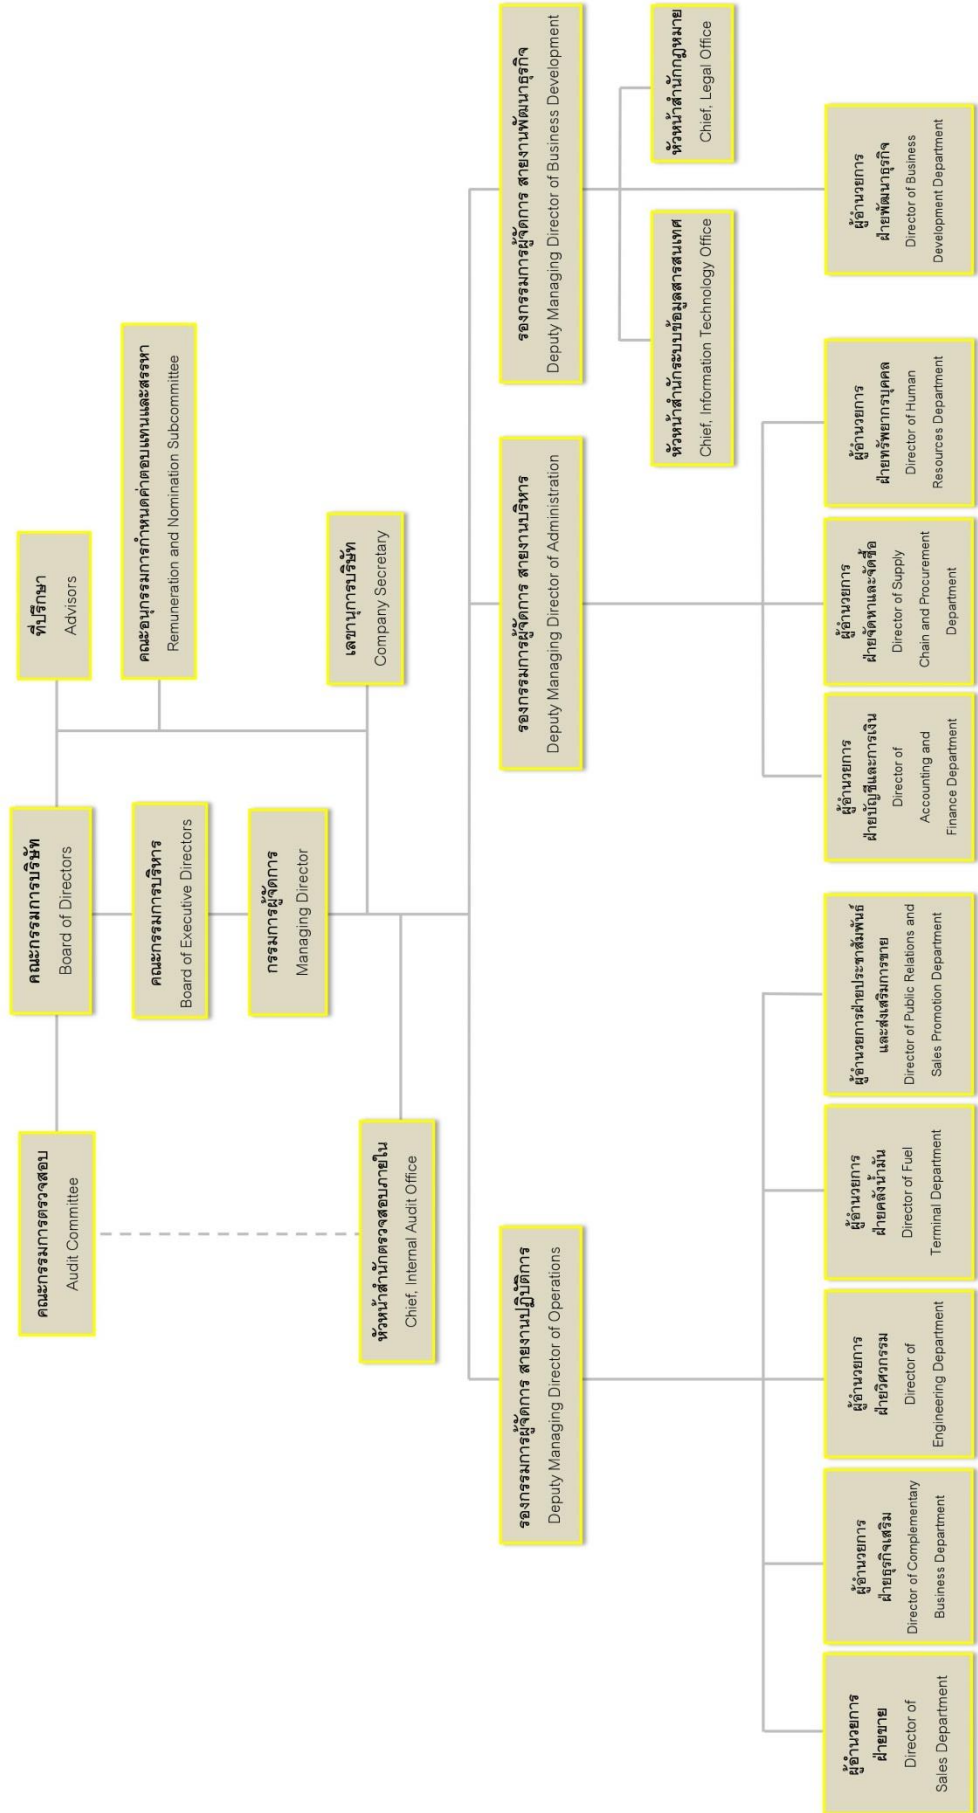 คณะกรรมการบริษัท
Board of Directors
ที่ปรึกษา
Advisors
คณะกรรมการตรวจสอบ
Audit Committee
คณะอนุกรรมการกำหนดค่าตอบแทนและสรรหา
Remuneration and Nomination Subcommittee
คณะกรรมการบริหาร
Board of Executive Directors
กรรมการผู้จัดการ
Managing Director
เลขานุการบริษัท
Company Secretary
หัวหน้าสำนักตรวจสอบภายใน
Chief, Internal Audit Office
รองกรรมการผู้จัดการ สายงานปฏิบัติการ
Deputy Managing Director of Operations
รองกรรมการผู้จัดการ สายงานบริหาร
Deputy Managing Director of Administration
รองกรรมการผู้จัดการ สายงานพัฒนาธุรกิจ
Deputy Managing Director of Business Development
หัวหน้าสำนักระบบข้อมูลสารสนเทศ
Chief, Information Technology Office
หัวหน้าสำนักกฎหมาย
Chief, Legal Office
ผู้อำนวยการ
ฝ่ายขาย
Director of
Sales Department
ผู้อำนวยการ
ฝ่ายธุรกิจเสริม
Director of Complementary
Business Department
ผู้อำนวยการ
ฝ่ายวิศวกรรม
Director of
Engineering Department
ผู้อำนวยการ
ฝ่ายคลังน้ำมัน
Director of Fuel
Terminal Department
ผู้อำนวยการฝ่ายประชาสัมพันธ์
และส่งเสริมการขาย
Director of Public Relations and
Sales Promotion Department
ผู้อำนวยการ
ฝ่ายบัญชีและการเงิน
Director of
Accounting and
Finance Department
ผู้อำนวยการ
ฝ่ายจัดหาและจัดซื้อ
Director of Supply
Chain and Procurement
Department
ผู้อำนวยการ
ฝ่ายทรัพยากรบุคคล
Director of Human
Resources Department
ผู้อำนวยการ
ฝ่ายพัฒนาธุรกิจ
Director of Business
Development Department